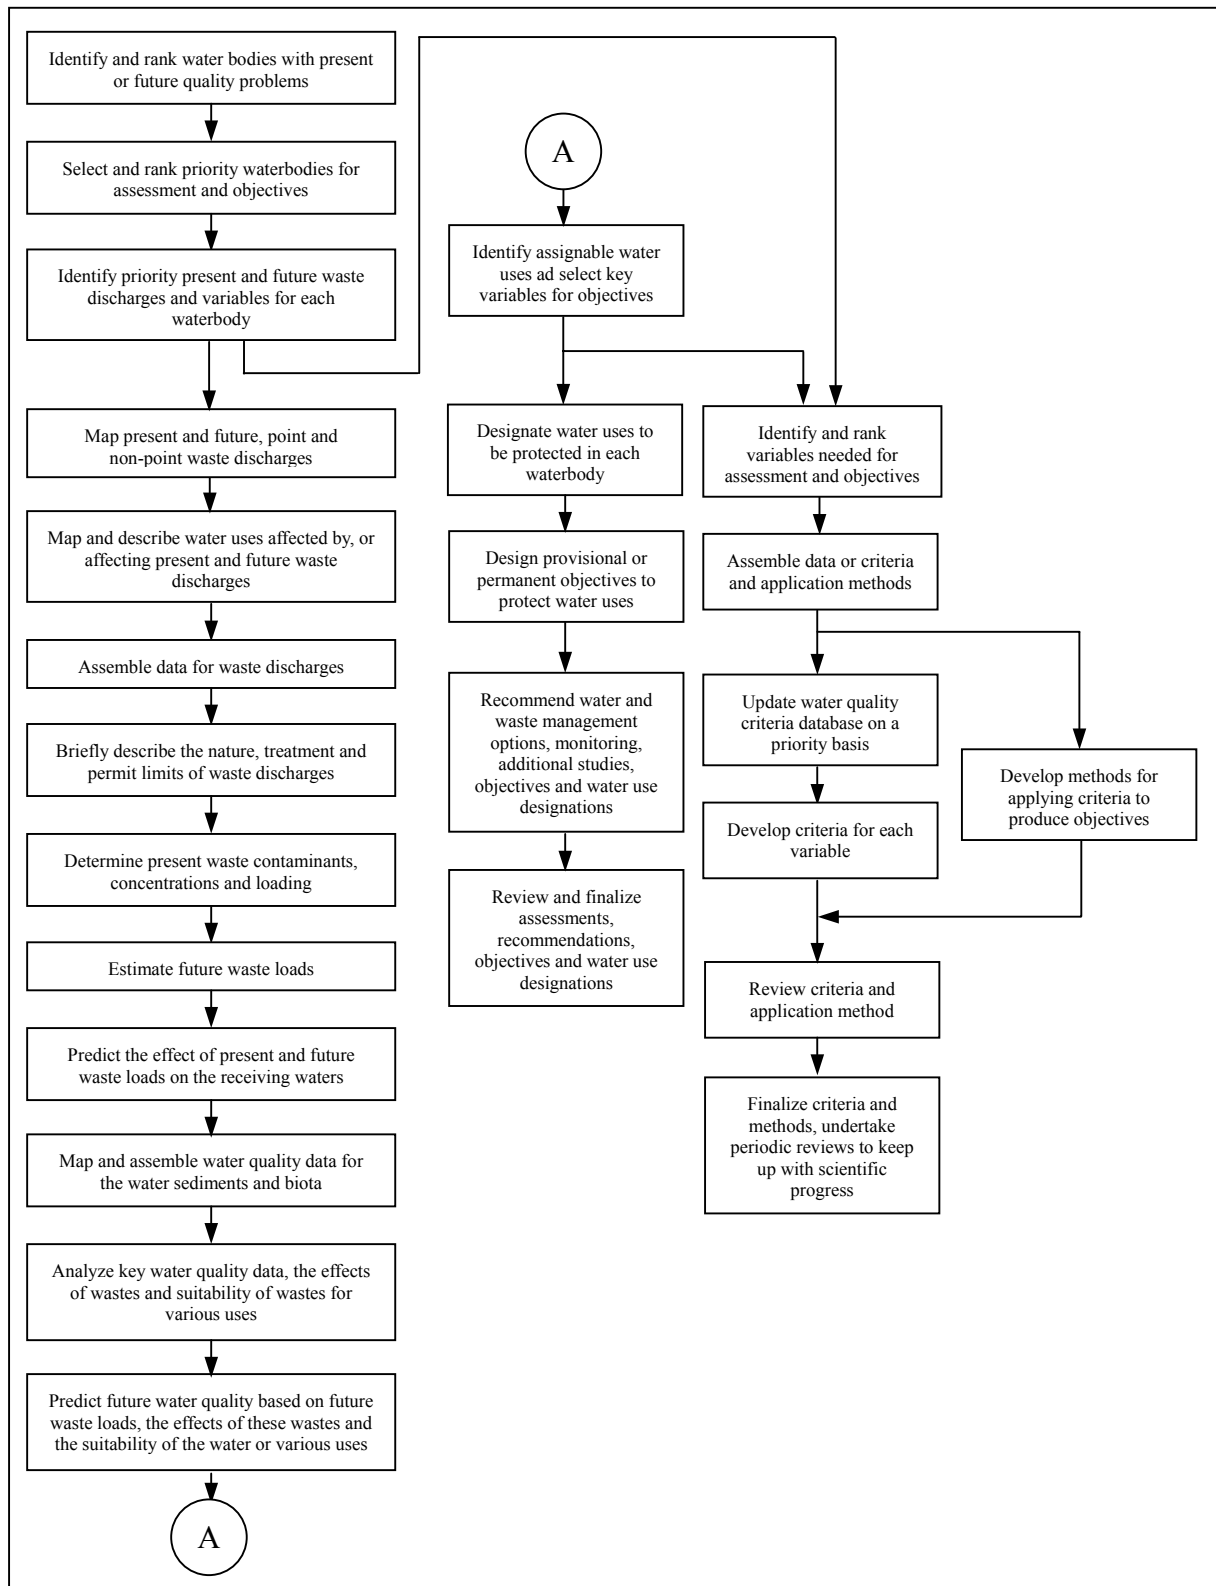 Identify and rank water bodies with present
or future quality problems
Select and rank priority waterbodies for
assessment and objectives
Identify priority present and future waste
discharges and variables for each
waterbody
Map present and future, point and
non-point waste discharges
Map and describe water uses affected by, or
affecting present and future waste
discharges
Assemble data for waste discharges
Briefly describe the nature, treatment and
permit limits of waste discharges
Determine present waste contaminants,
concentrations and loading
Estimate future waste loads
Predict the effect of present and future
waste loads on the receiving waters
Map and assemble water quality data for
the water sediments and biota
Analyze key water quality data, the effects
of wastes and suitability of wastes for
various uses
Predict future water quality based on future
waste loads, the effects of these wastes and
the suitability of the water or various uses
A
A
Identify assignable water
uses ad select key
variables for objectives
Designate water uses to
be protected in each
waterbody
Design provisional or
permanent objectives to
protect water uses
Recommend water and
waste management
options, monitoring,
additional studies,
objectives and water use
designations
Review and finalize
assessments,
recommendations,
objectives and water use
designations
Identify and rank
variables needed for
assessment and objectives
Assemble data or criteria
and application methods
Update water quality
criteria database on a
priority basis
Develop criteria for each
variable
Develop methods for
applying criteria to
produce objectives
Review criteria and
application method
Finalize criteria and
methods, undertake
periodic reviews to keep
up with scientific
progress